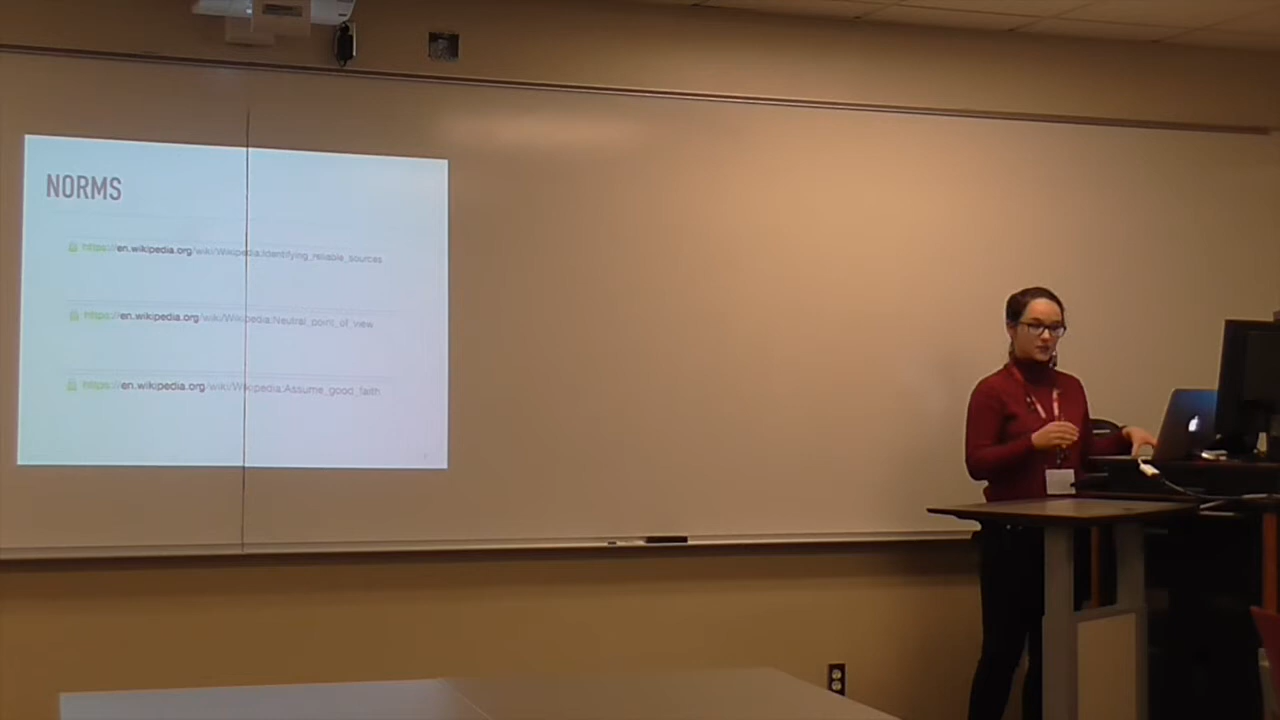 NORMS
https://en.wikipedia.org/wiki/Wikipedia:Identifying_reliable_sources
https://en.wikipedia.org/wiki/Wikipedia:Neutral_point_of_view
https://en.wikipedia.org/wiki/Wikipedia:Assume_good_faith